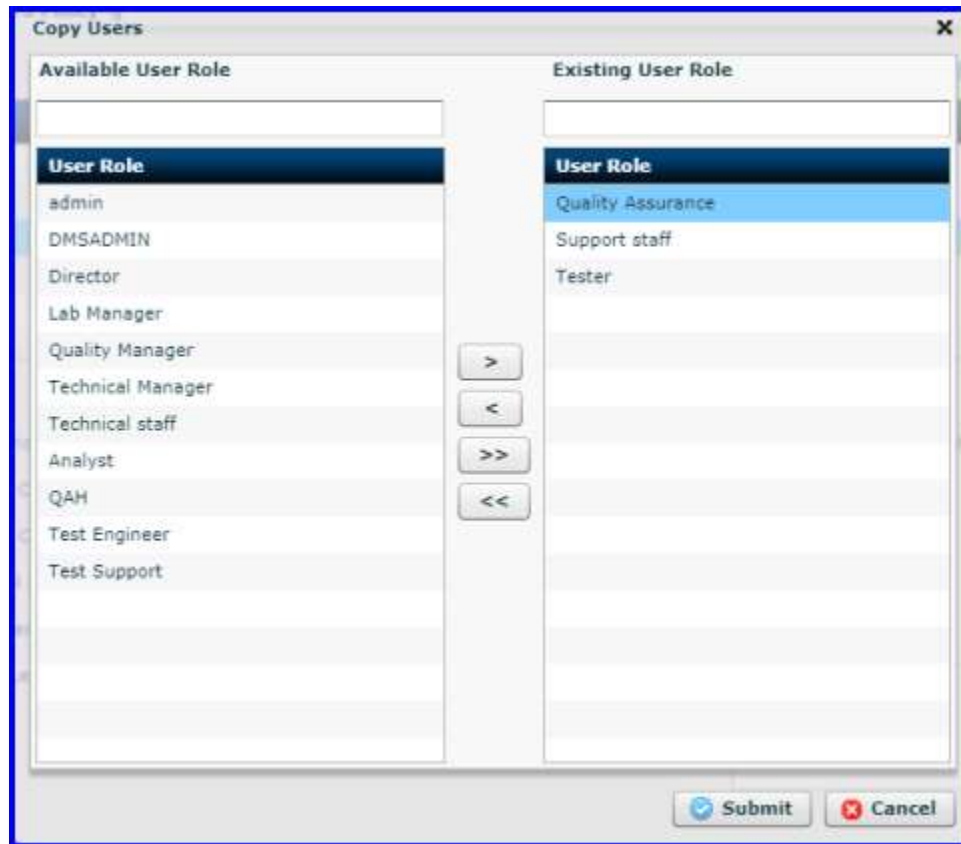 Copy Users
Available User Role
Existing User Role
User Role
admin
DMSADMIN
Director
Lab Manager
Quality Manager
Technical Manager
Technical staff
Analyst
QAH
Test Engineer
Test Support
>
<
>>
<<
User Role
Quality Assurance
Support staff
Tester
Submit
Cancel